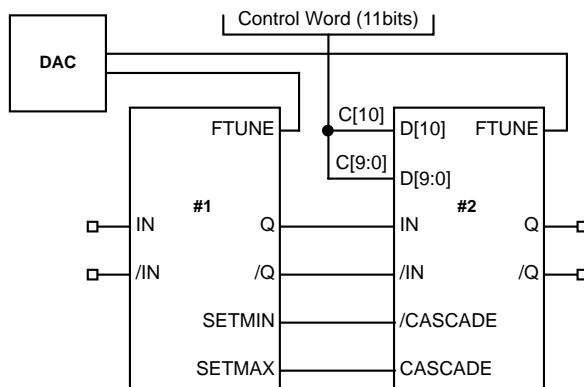 Control Word (11bits)
DAC
C[10]
FTUNE
D[10]
FTUNE
C[9:0]
D[9:0]
#1
#2
IN
Q
IN
Q
/IN
/Q
/IN
/Q
SETMIN
/CASCADE
SETMAX
CASCADE